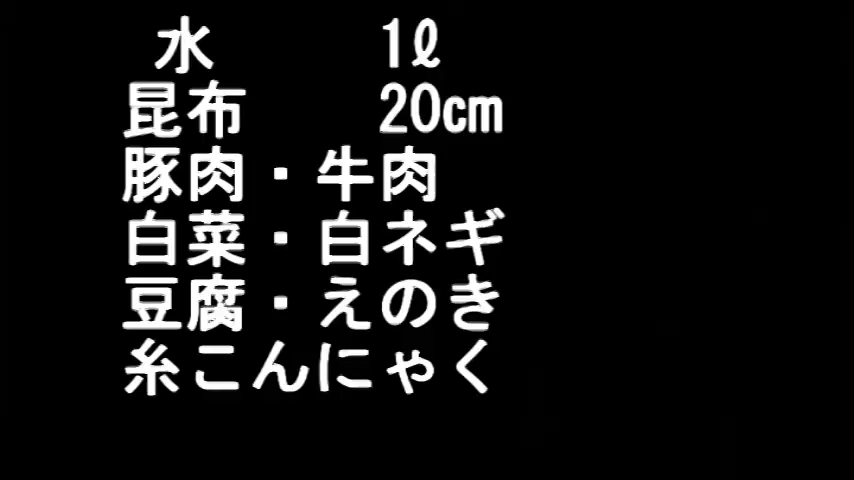 水 1ℓ
昆布 20cm
豚肉・牛肉
白菜・白ネギ
豆腐・えのき
糸こんにゃく